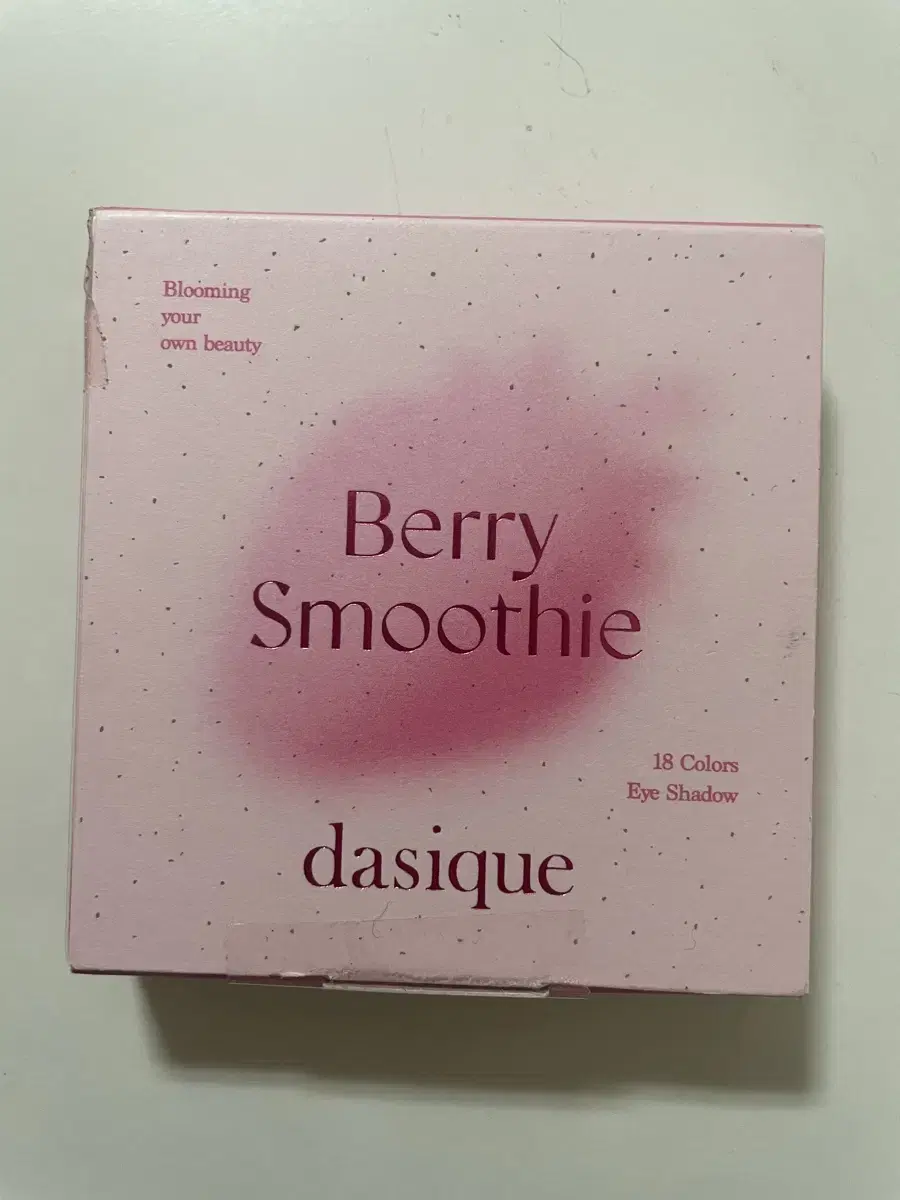 Blooming
your
own beauty
Berry
Smoothie
18 Colors
Eye Shadow
dasique